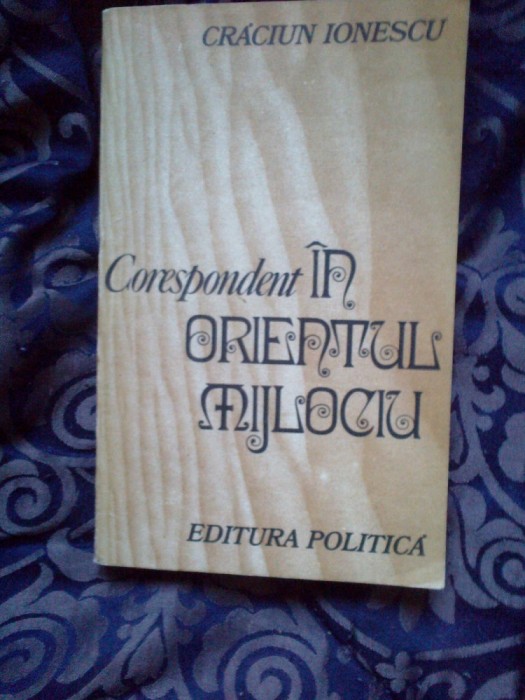 CRĂCIUN IONESCU
Corespondent ÎN
ORIENTUL
MIJLOCIU
EDITURA POLITICĂ